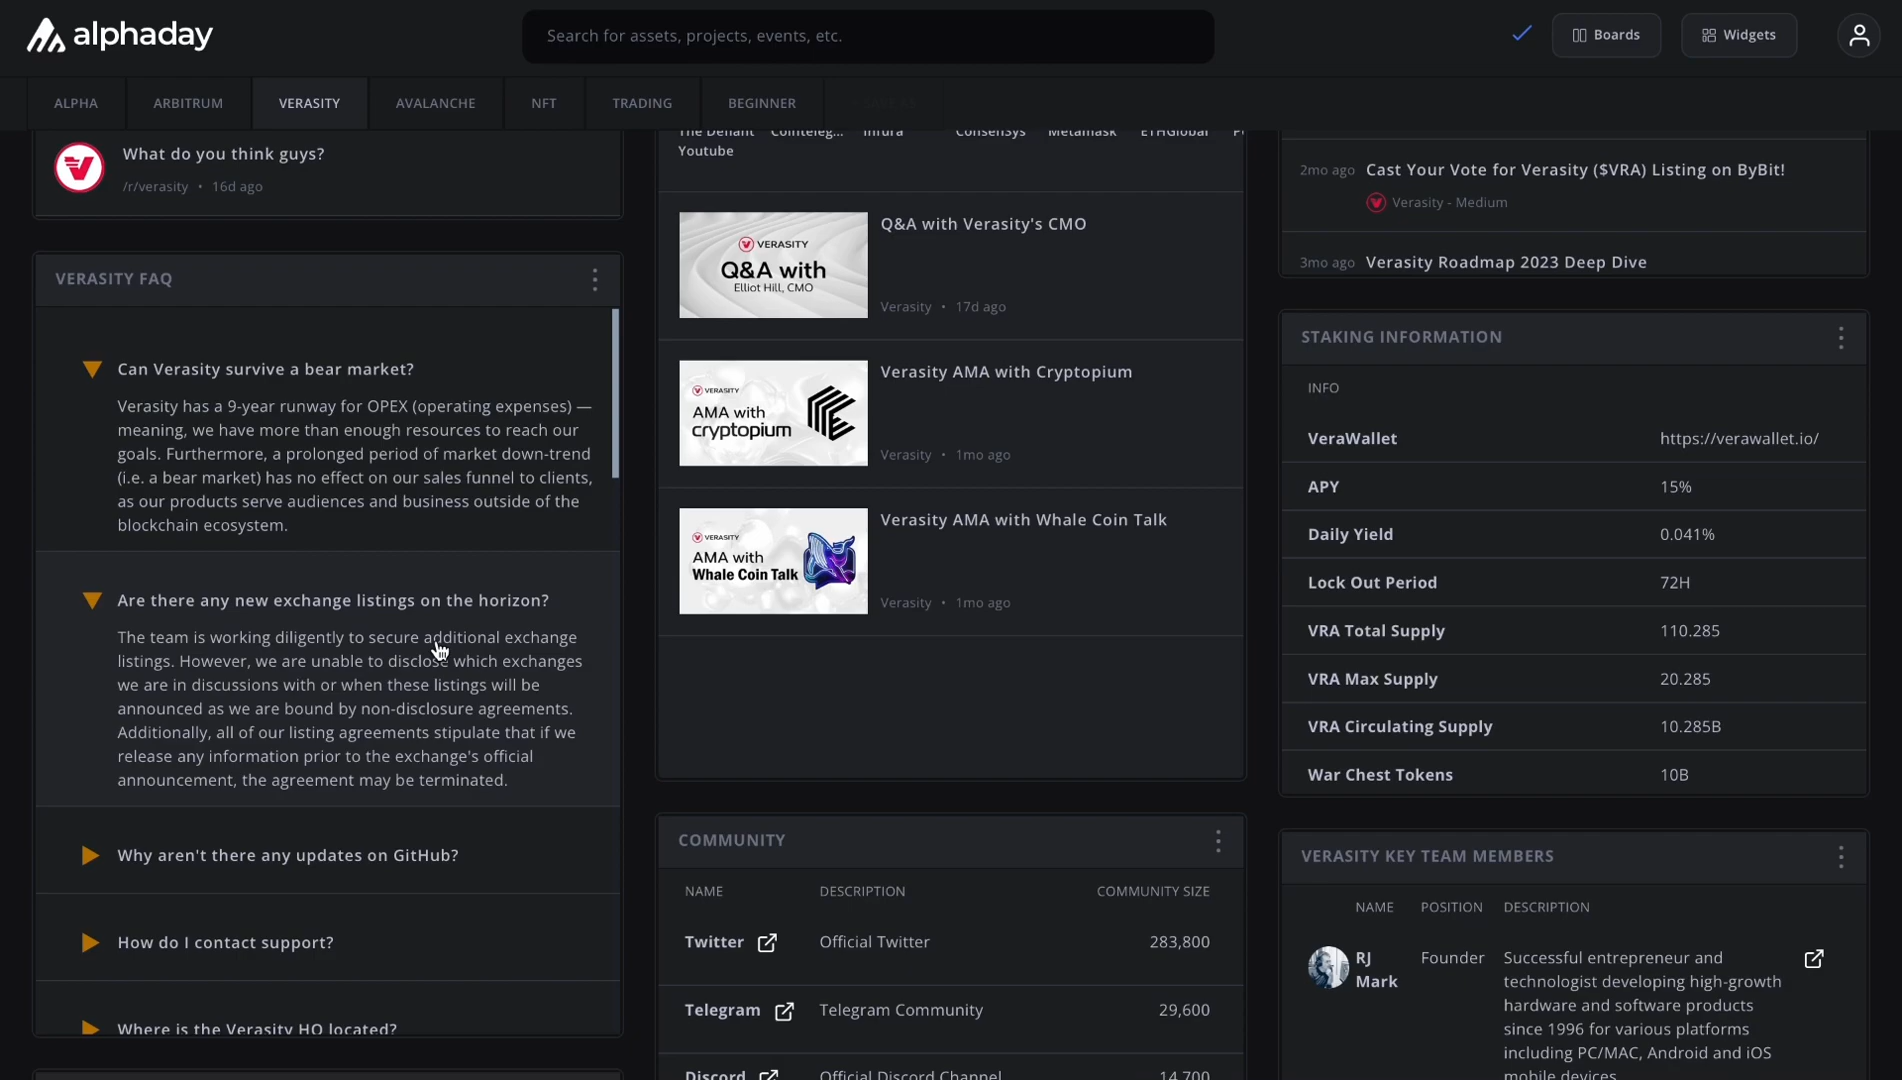 alphaday
Search for assets, projects, events, etc.
Boards
Widgets
ALPHA
ARBITRUM
VERASITY
AVALANCHE
NFT
TRADING
BEGINNER
What do you think guys?
/r/verasity • 16d ago
VERASITY FAQ
Can Verasity survive a bear market?
Verasity has a 9-year runway for OPEX (operating expenses) —
meaning, we have more than enough resources to reach our
goals. Furthermore, a prolonged period of market down-trend
(i.e. a bear market) has no effect on our sales funnel to clients,
as our products serve audiences and business outside of the
blockchain ecosystem.
Are there any new exchange listings on the horizon?
The team is working diligently to secure additional exchange
listings. However, we are unable to disclose which exchanges
we are in discussions with or when these listings will be
announced as we are bound by non-disclosure agreements.
Additionally, all of our listing agreements stipulate that if we
release any information prior to the exchange's official
announcement, the agreement may be terminated.
Why aren't there any updates on GitHub?
How do I contact support?
Where is the Verasity HQ located?
The Defiant Cointeleg... Infura ConsenSys Metamask ETHGlobal
Youtube
VERASITY
Q&A with
Elliot Hill, CMO
Q&A with Verasity's CMO
Verasity • 17d ago
VERASITY
AMA with
cryptopium
Verasity AMA with Cryptopium
Verasity • 1mo ago
VERASITY
AMA with
Whale Coin Talk
Verasity AMA with Whale Coin Talk
Verasity • 1mo ago
COMMUNITY
NAME DESCRIPTION COMMUNITY SIZE
Twitter Official Twitter 283,800
Telegram Telegram Community 29,600
Discord Official Discord Channel 14,700
2mo ago Cast Your Vote for Verasity ($VRA) Listing on ByBit!
Verasity - Medium
3mo ago Verasity Roadmap 2023 Deep Dive
STAKING INFORMATION
INFO
VeraWallet https://verawallet.io/
APY 15%
Daily Yield 0.041%
Lock Out Period 72H
VRA Total Supply 110.285
VRA Max Supply 20.285
VRA Circulating Supply 10.285B
War Chest Tokens 10B
VERASITY KEY TEAM MEMBERS
NAME POSITION DESCRIPTION
RJ Mark Founder Successful entrepreneur and
technologist developing high-growth
hardware and software products
since 1996 for various platforms
including PC/MAC, Android and iOS
mobile devices